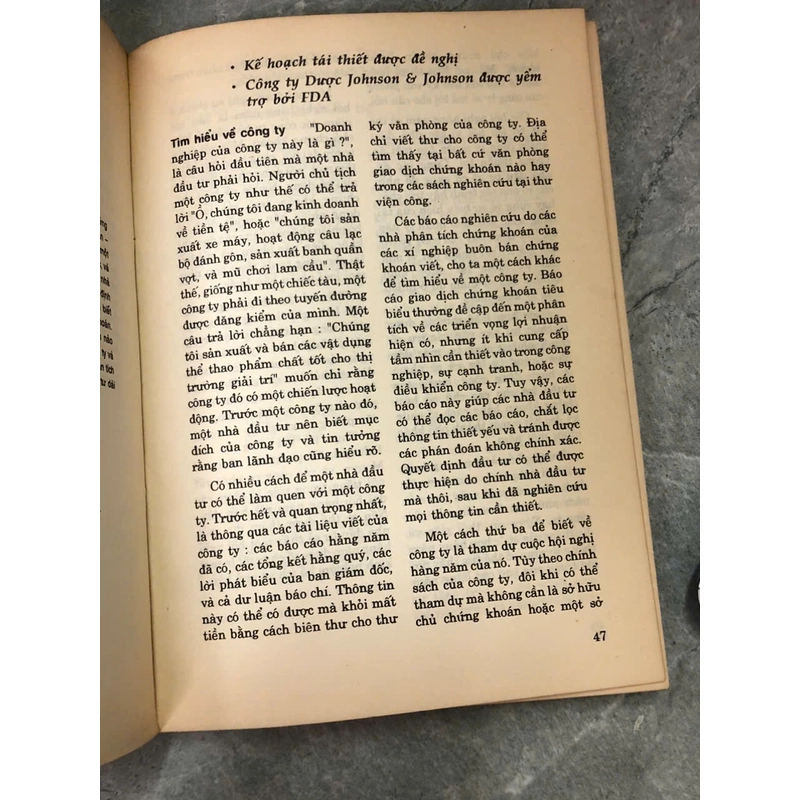 • Kế hoạch tái thiết được đề nghị
• Công ty Dược Johnson & Johnson được yểm
trợ bởi FDA
Tìm hiểu về công ty "Doanh
nghiệp của công ty này là gì ?",
là câu hỏi đầu tiên mà một nhà
đầu tư phải hỏi. Người chủ tịch
một công ty như thế có thể trả
lời "Ồ, chúng tôi đang kinh doanh
về tiền tệ", hoặc "chúng tôi sản
xuất xe máy, hoạt động câu lạc
bộ đánh gôn, sản xuất banh quần
vợt, và mũ chơi lam cầu". Thật
thế, giống như một chiếc tàu, một
công ty phải đi theo tuyến đường
được đăng kiểm của mình. Một
câu trả lời chẳng hạn : "Chúng
tôi sản xuất và bán các vật dụng
thể thao phẩm chất tốt cho thị
trường giải trí" muốn chỉ rằng
công ty đó có một chiến lược hoạt
động. Trước một công ty nào đó,
một nhà đầu tư nên biết mục
đích của công ty và tin tưởng
rằng ban lãnh đạo cũng hiểu rõ.
Có nhiều cách để một nhà đầu
tư có thể làm quen với một công
ty. Trước hết và quan trọng nhất,
là thông qua các tài liệu viết của
công ty : các báo cáo hằng năm
đã có, các tổng kết hằng quý, các
lời phát biểu của ban giám đốc,
và cả dư luận báo chí. Thông tin
này có thể có được mà khỏi mất
tiền bằng cách biên thư cho thư
ký văn phòng của công ty. Địa
chỉ viết thư cho công ty có thể
tìm thấy tại bất cứ văn phòng
giao dịch chứng khoán nào hay
trong các sách nghiên cứu tại thư
viện công.
Các báo cáo nghiên cứu do các
nhà phân tích chứng khoán của
các xí nghiệp buôn bán chứng
khoán viết, cho ta một cách khác
để tìm hiểu về một công ty. Báo
cáo giao dịch chứng khoán tiêu
biểu thường đề cập đến một phân
tích về các triển vọng lợi nhuận
hiện có, nhưng ít khi cung cấp
tầm nhìn cần thiết vào trong công
nghiệp, sự cạnh tranh, hoặc sự
điều khiển công ty. Tuy vậy, các
báo cáo này giúp các nhà đầu tư
có thể đọc các báo cáo, chắt lọc
thông tin thiết yếu và tránh được
các phán đoán không chính xác.
Quyết định đầu tư có thể được
thực hiện do chính nhà đầu tư
mà thôi, sau khi đã nghiên cứu
mọi thông tin cần thiết.
Một cách thứ ba để biết về
công ty là tham dự cuộc hội nghị
hàng năm của nó. Tùy theo chính
sách của công ty, đôi khi có thể
tham dự mà không cần là sở hữu
chủ chứng khoán hoặc một sở
47